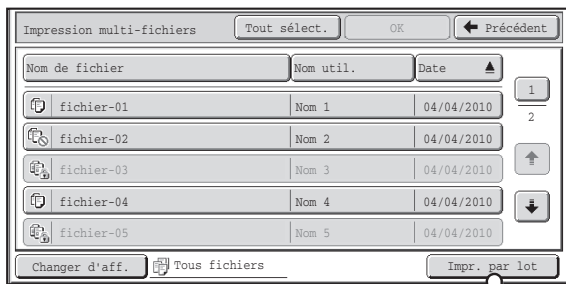 Impression multi-fichiers Tout sélect. OK Précédent
Nom de fichier Nom util. Date
fichier-01 Nom 1 04/04/2010
fichier-02 Nom 2 04/04/2010
fichier-03 Nom 3 04/04/2010
fichier-04 Nom 4 04/04/2010
fichier-05 Nom 5 04/04/2010
1
2
Changer d'aff. Tous fichiers Impr. par lot